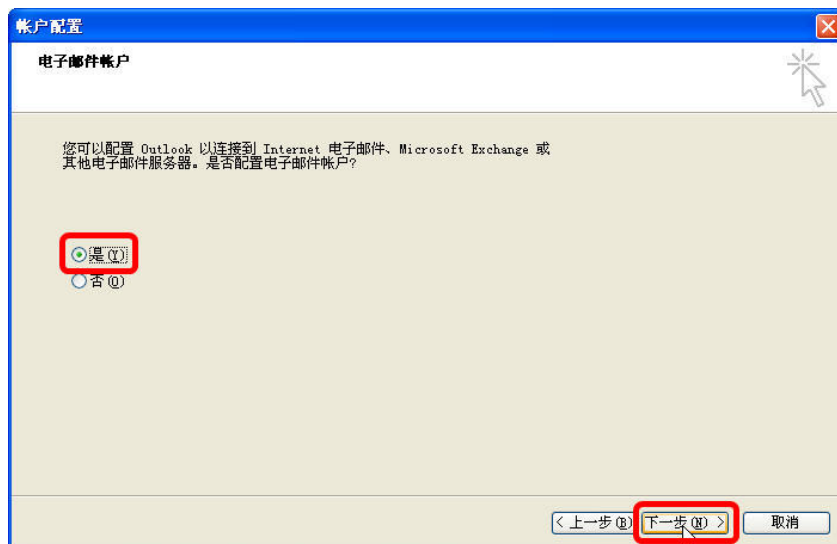 帐户配置
电子邮件帐户
您可以配置 Outlook 以连接到 Internet 电子邮件、Microsoft Exchange 或
其他电子邮件服务器。是否配置电子邮件帐户?
是(Y)
否(O)
< 上一步(B) 下一步(N) > 取消